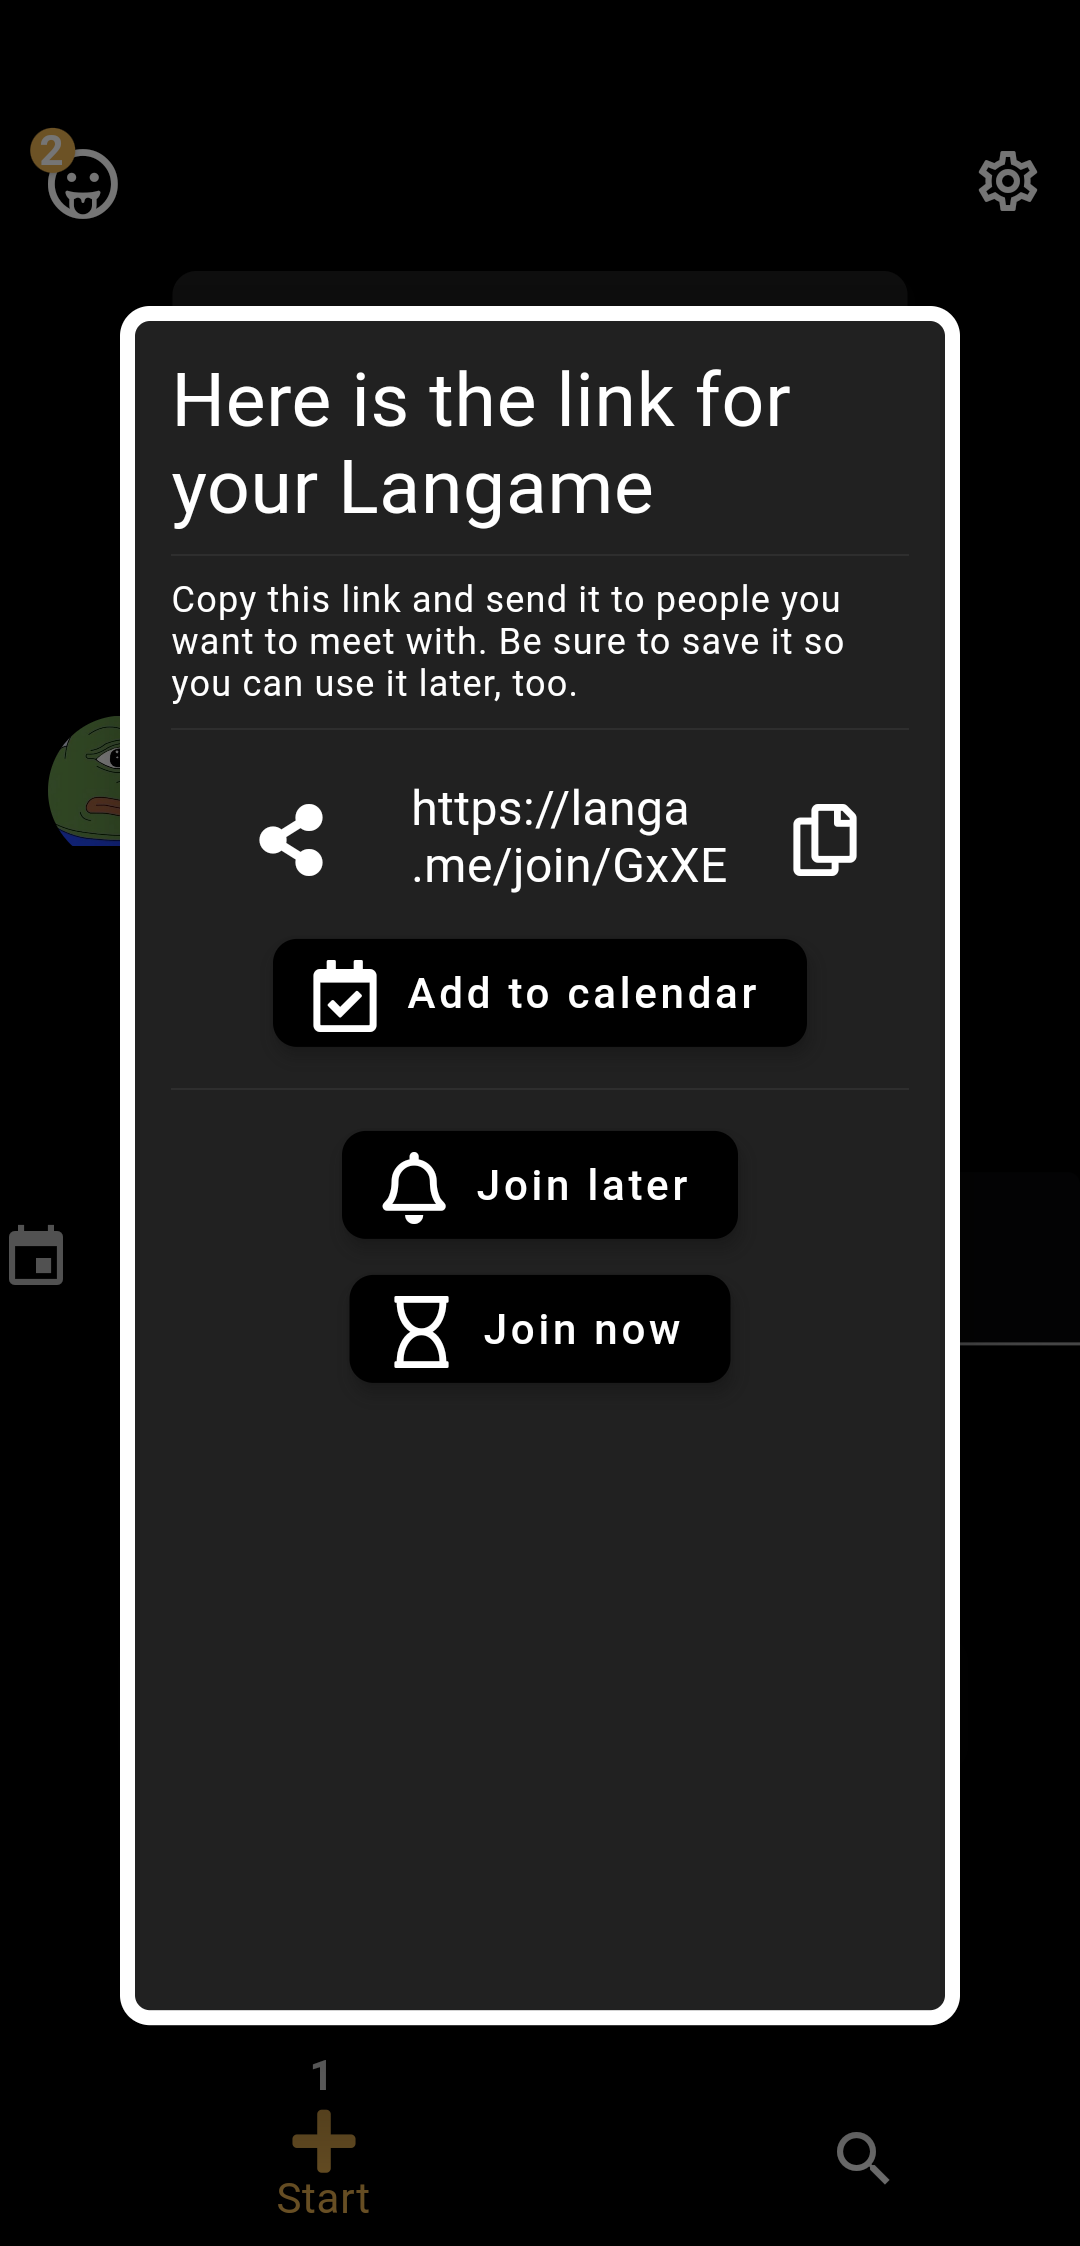 2
Here is the link for
your Langame
Copy this link and send it to people you
want to meet with. Be sure to save it so
you can use it later, too.
https://langa
.me/join/GxXE
Add to calendar
Join later
Join now
1
Start